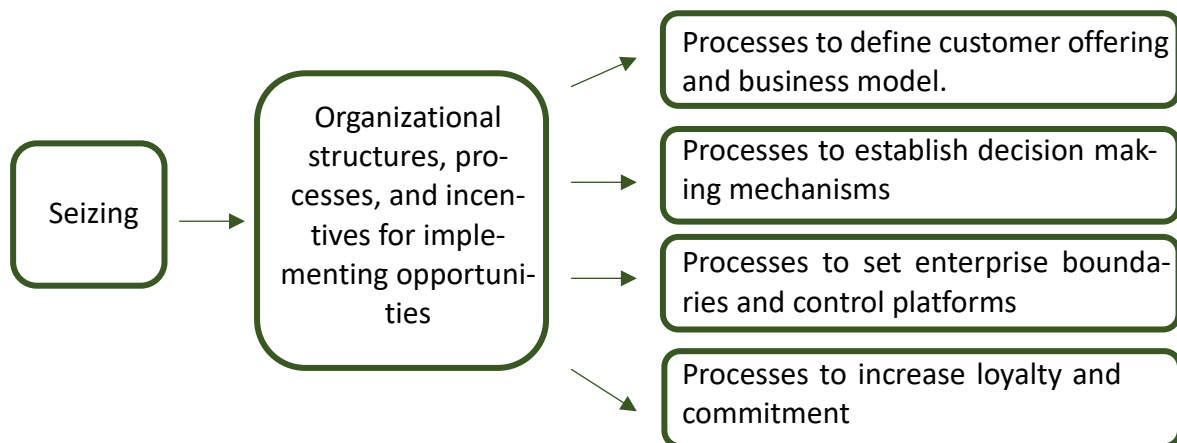 Seizing
Organizational
structures, pro-
cesses, and incen-
tives for imple-
menting opportuni-
ties
Processes to define customer offering
and business model.
Processes to establish decision mak-
ing mechanisms
Processes to set enterprise bounda-
ries and control platforms
Processes to increase loyalty and
commitment